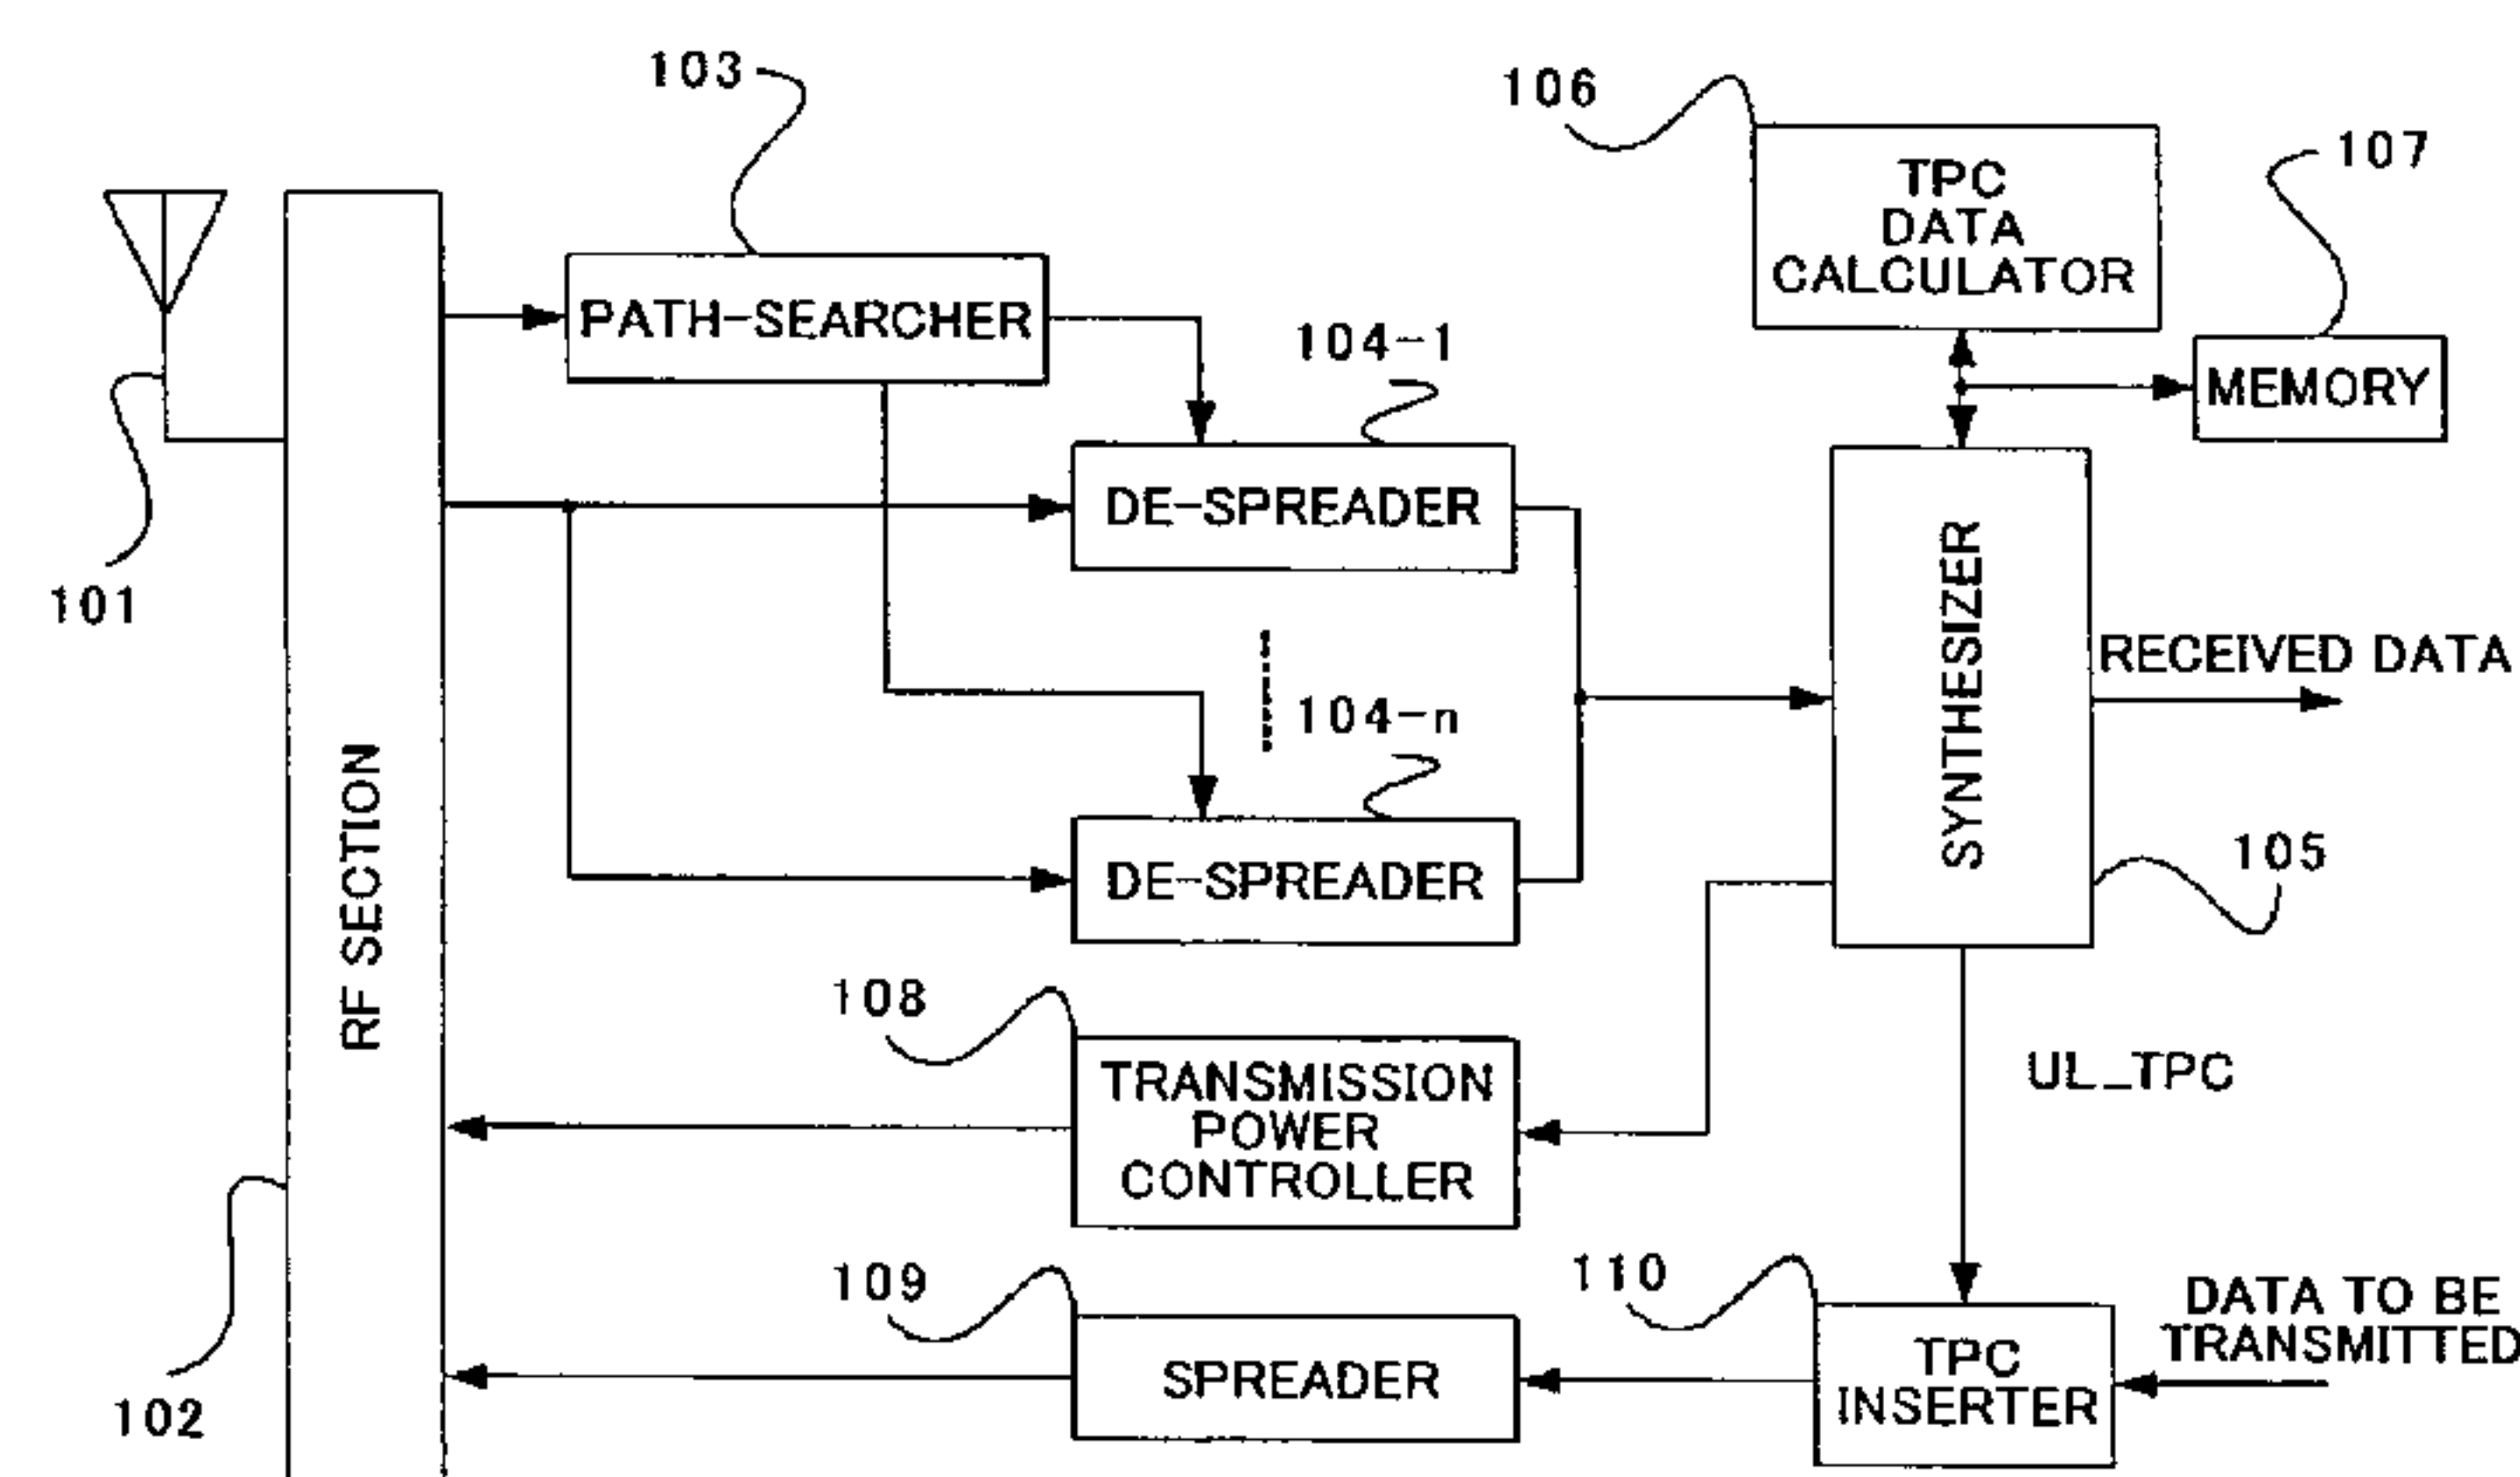 103
106
107
TPC
DATA
CALCULATOR
PATH-SEARCHER
104-1
MEMORY
DE-SPREADER
101
SYNTHESIZER
RECEIVED DATA
104-n
RF SECTION
DE-SPREADER
105
108
TRANSMISSION
POWER
CONTROLLER
UL_TPC
102
109
SPREADER
110
TPC
INSERTER
DATA TO BE
TRANSMITTED